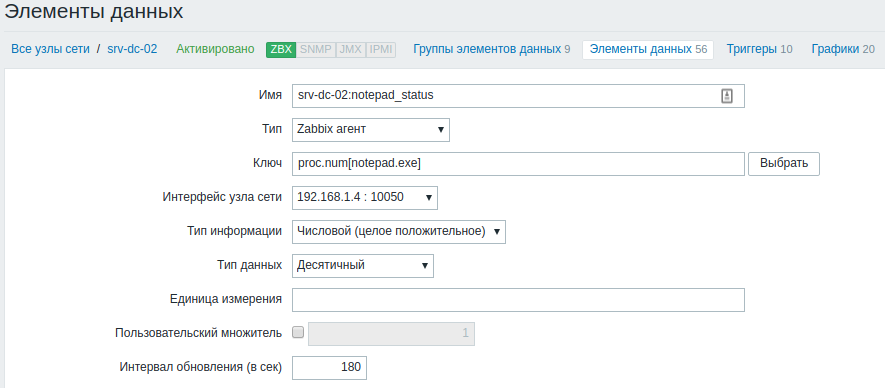 Элементы данных
Все узлы сети / srv-dc-02 Активировано ZBX SNMP JMX IPMI Группы элементов данных 9 Элементы данных 56 Триггеры 10 Графики 20
Имя srv-dc-02:notepad_status
Тип Zabbix агент
Ключ proc.num[notepad.exe] Выбрать
Интерфейс узла сети 192.168.1.4 : 10050
Тип информации Числовой (целое положительное)
Тип данных Десятичный
Единица измерения
Пользовательский множитель 1
Интервал обновления (в сек) 180